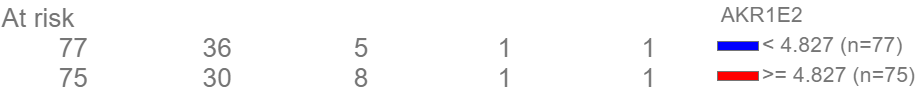 At risk
77 36 5 1 1
75 30 8 1 1
AKR1E2
< 4.827 (n=77)
>= 4.827 (n=75)